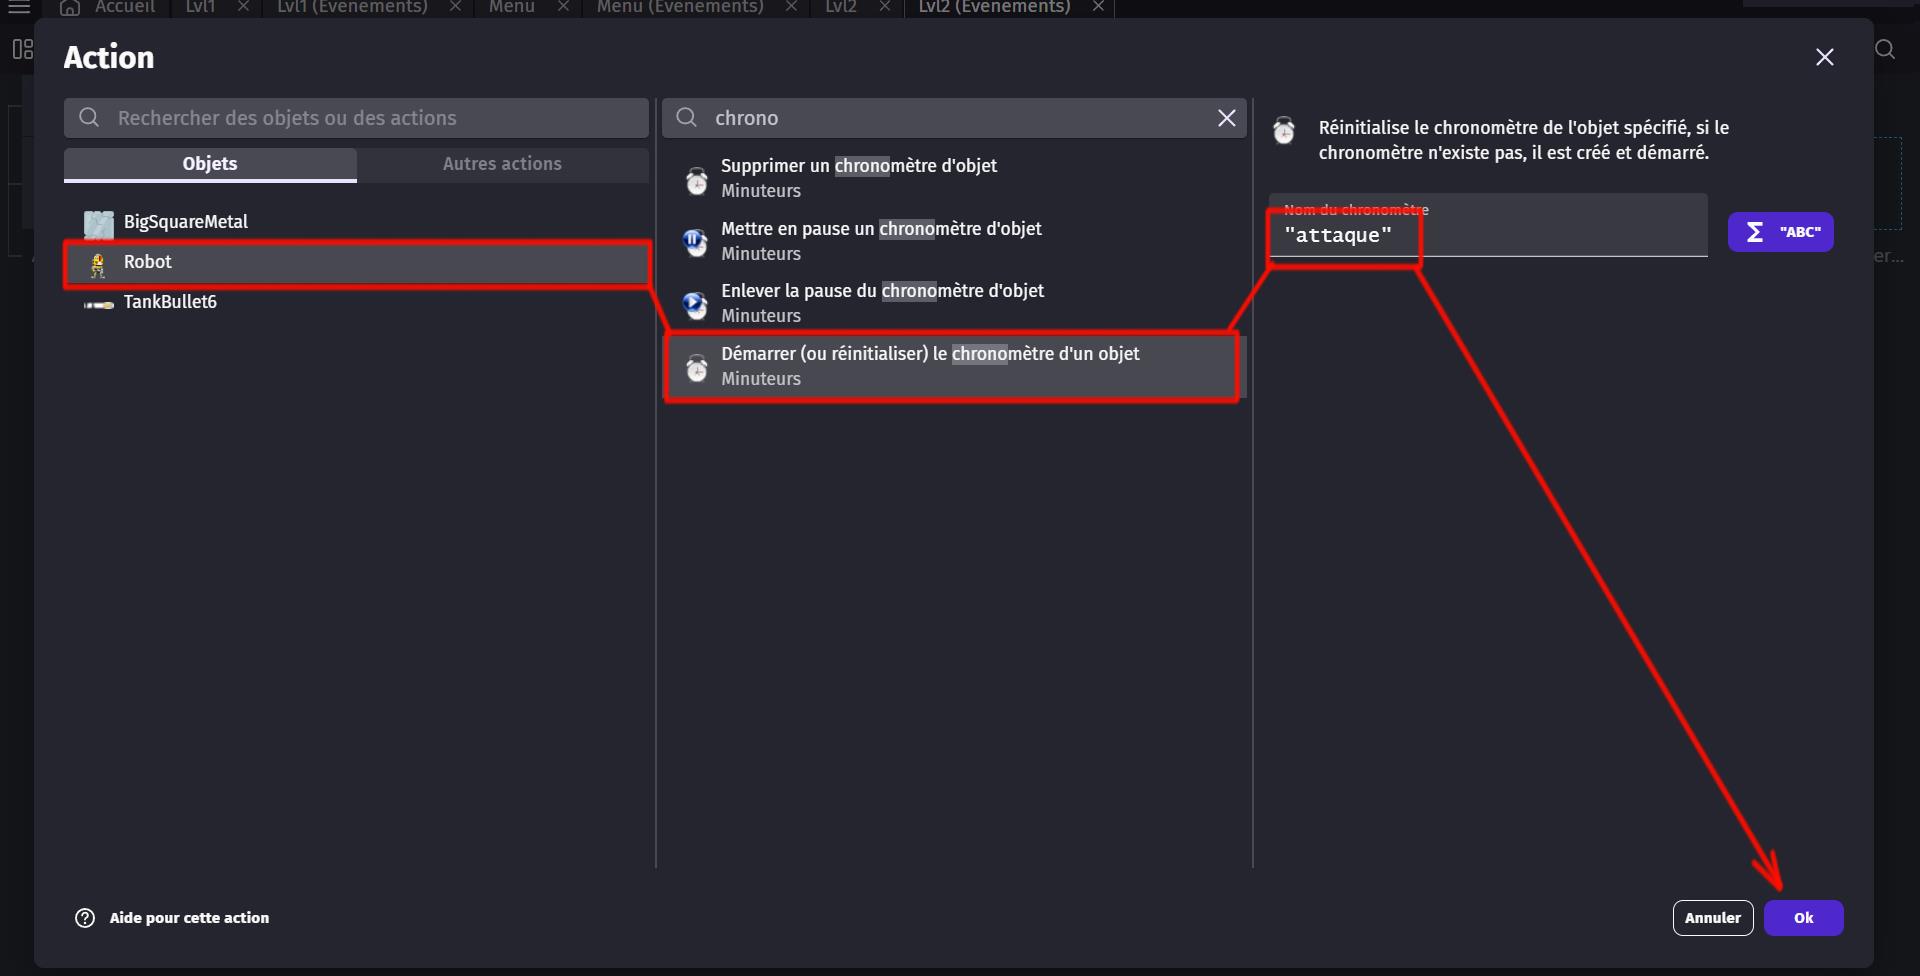 Accueil
Lvl1
Lvl1 (Evenements)
Menu
Menu (Evenements)
Lvl2
Lvl2 (Evenements)
Action
Rechercher des objets ou des actions
Objets
Autres actions
BigSquareMetal
Robot
TankBullet6
chrono
Supprimer un chronomètre d'objet
Minuteurs
Mettre en pause un chronomètre d'objet
Minuteurs
Enlever la pause du chronomètre d'objet
Minuteurs
Démarrer (ou réinitialiser) le chronomètre d'un objet
Minuteurs
Réinitialise le chronomètre de l'objet spécifié, si le
chronomètre n'existe pas, il est créé et démarré.
Nom du chronomètre
"attaque"
Σ "ABC"
er...
Aide pour cette action
Annuler
Ok